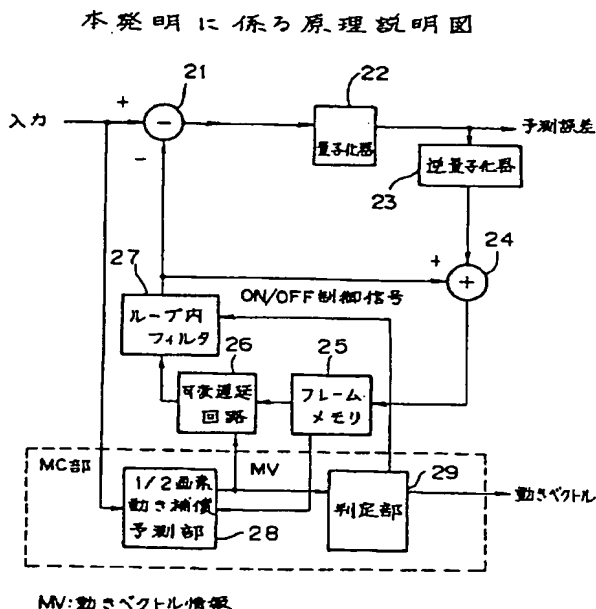 本発明に係る原理説明図
21
22
入力
+
−
量子化器
予測誤差
−
逆量子化器
23
24
+
+
27
ON/OFF制御信号
ループ内
フィルタ
26
25
可変遅延
回路
フレーム・
メモリ
MC部
MV
29
1/2画素
動き補償
予測部
28
判定部
動きベクトル
MV:動きベクトル情報